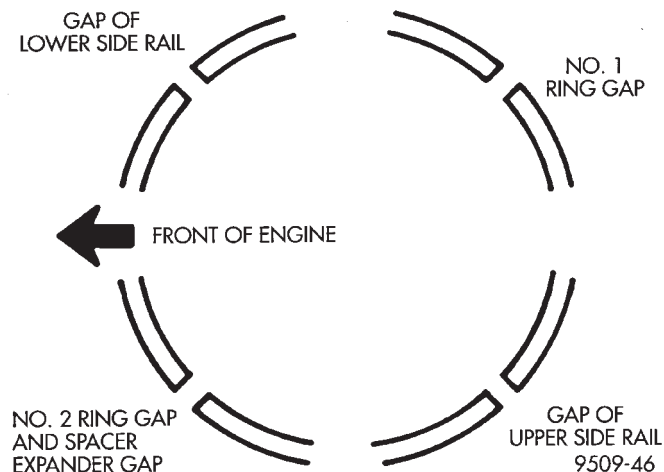 GAP OF
LOWER SIDE RAIL
NO. 1
RING GAP
FRONT OF ENGINE
NO. 2 RING GAP
AND SPACER
EXPANDER GAP
GAP OF
UPPER SIDE RAIL
9509-46